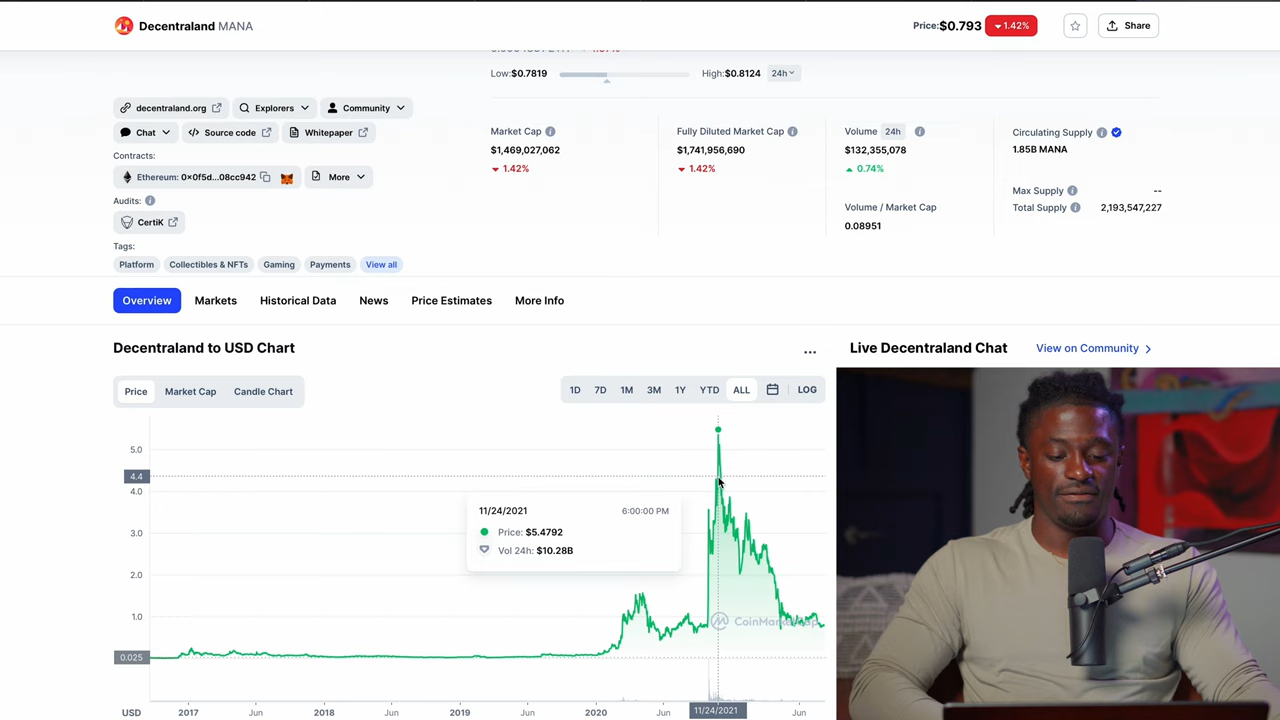 Decentraland MANA
Price:$0.793 1.42%
Share
Low:$0.7819
High:$0.8124 24h
decentraland.org Explorers Community
Chat Source code Whitepaper
Contracts:
Ethereum: 0x0f5d...08cc942 More
Audits:
CertiK
Tags:
Platform Collectibles & NFTs Gaming Payments View all
Market Cap
$1,469,027,062
1.42%
Fully Diluted Market Cap
$1,741,956,690
1.42%
Volume 24h
$132,355,078
0.74%
Volume / Market Cap
0.08951
Circulating Supply
1.85B MANA
Max Supply --
Total Supply 2,193,547,227
Overview Markets Historical Data News Price Estimates More Info
Decentraland to USD Chart
...
Live Decentraland Chat View on Community
Price Market Cap Candle Chart
1D 7D 1M 3M 1Y YTD ALL LOG
5.0
4.4
4.0
3.0
2.0
1.0
0.025
11/24/2021 6:00:00 PM
Price: $5.4792
Vol 24h: $10.28B
CoinMarketCap
USD 2017 Jun 2018 Jun 2019 Jun 2020 Jun 11/24/2021 Jun